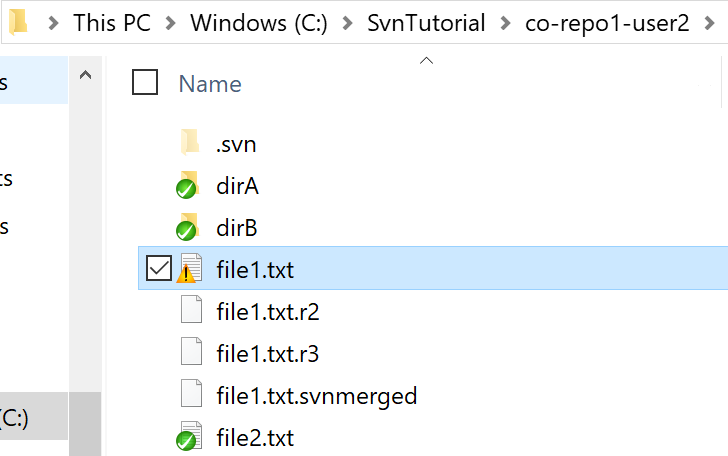 This PC > Windows (C:) > SvnTutorial > co-repo1-user2 >
Name
s
.svn
ts
dirA
s
dirB
file1.txt
file1.txt.r2
file1.txt.r3
file1.txt.svnmerged
(C:)
file2.txt